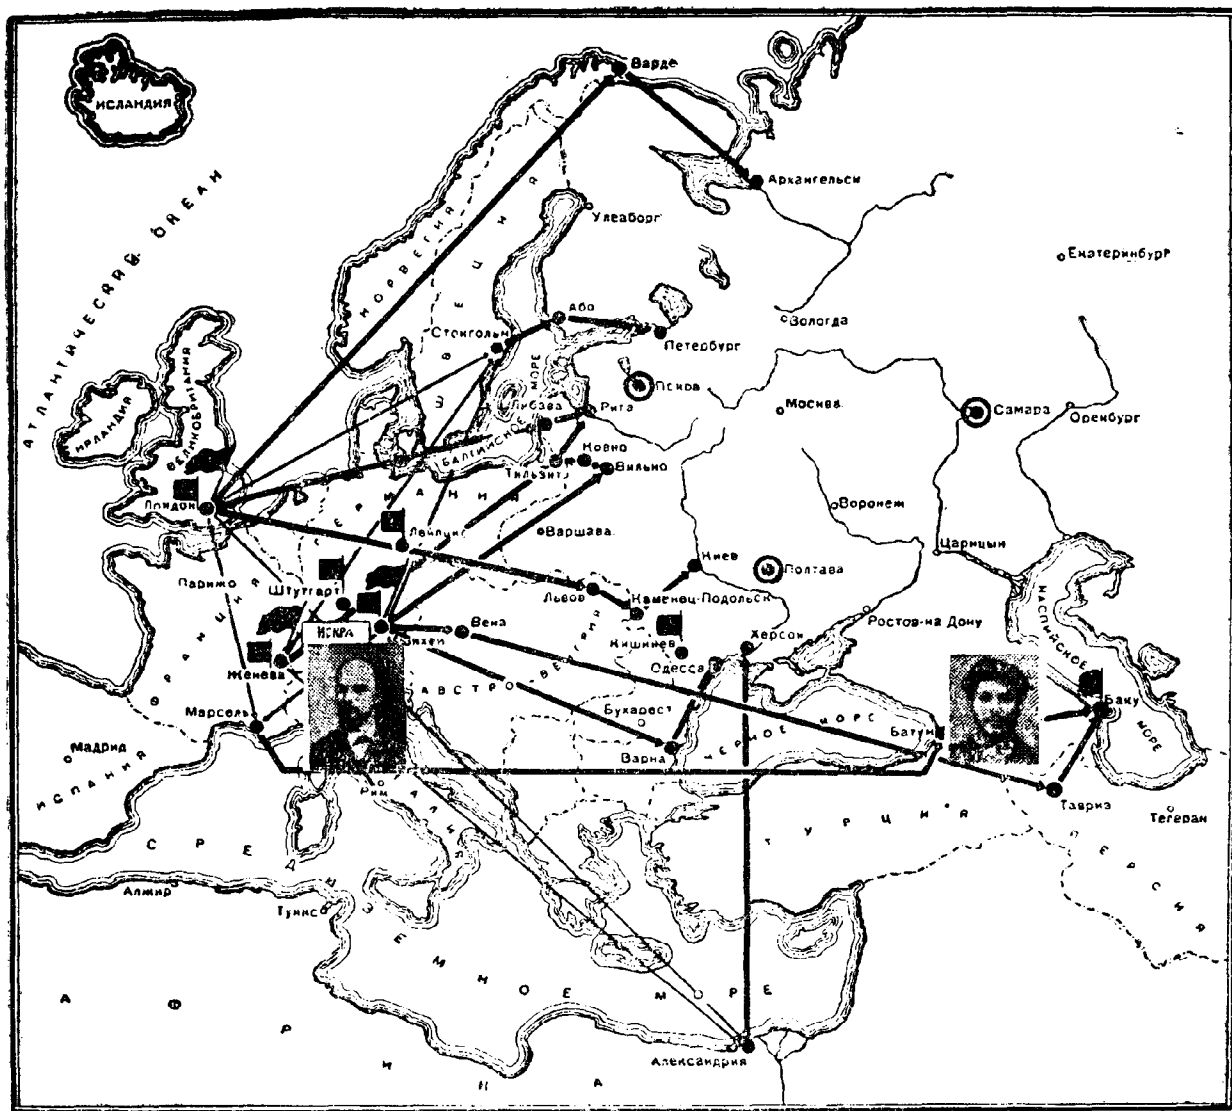 Варде
ИСЛАНДИЯ
Архангельск
АТЛАНТИЧЕСКИЙ ОКЕАН
НОРВЕГИЯ
Улеаборг
Екатеринбург
Або
Вологда
Стокгольм
Петербург
ВЕЛИКОБРИТАНИЯ
ИРЛАНДИЯ
МОРЕ
Псков
Либава
Рига
Москва
Самара
Оренбург
БАЛТИЙСКОЕ
Ковно
Тильзит
Вильно
ГЕРМАНИЯ
Лондон
Воронеж
Лейпциг
Варшава
Царицын
Киев
Париж
Полтава
Штутгарт
Львов
Каменец-Подольск
КАСПИЙСКОЕ
ФРАНЦИЯ
ИСКРА
Вена
Ростов-на Дону
Кишинев
Херсон
Одесса
Женева
АВСТРО-ВЕНГРИЯ
Марсель
Бухарест
ЧЕРНОЕ МОРЕ
Батум
Баку
МОРЕ
Мадрид
Варна
ИСПАНИЯ
Рим
Тавриз
ТУРЦИЯ
Тегеран
ПЕРСИЯ
Алжир
Тунис
СРЕДИЗЕМНОЕ МОРЕ
АФРИКА
Александрия